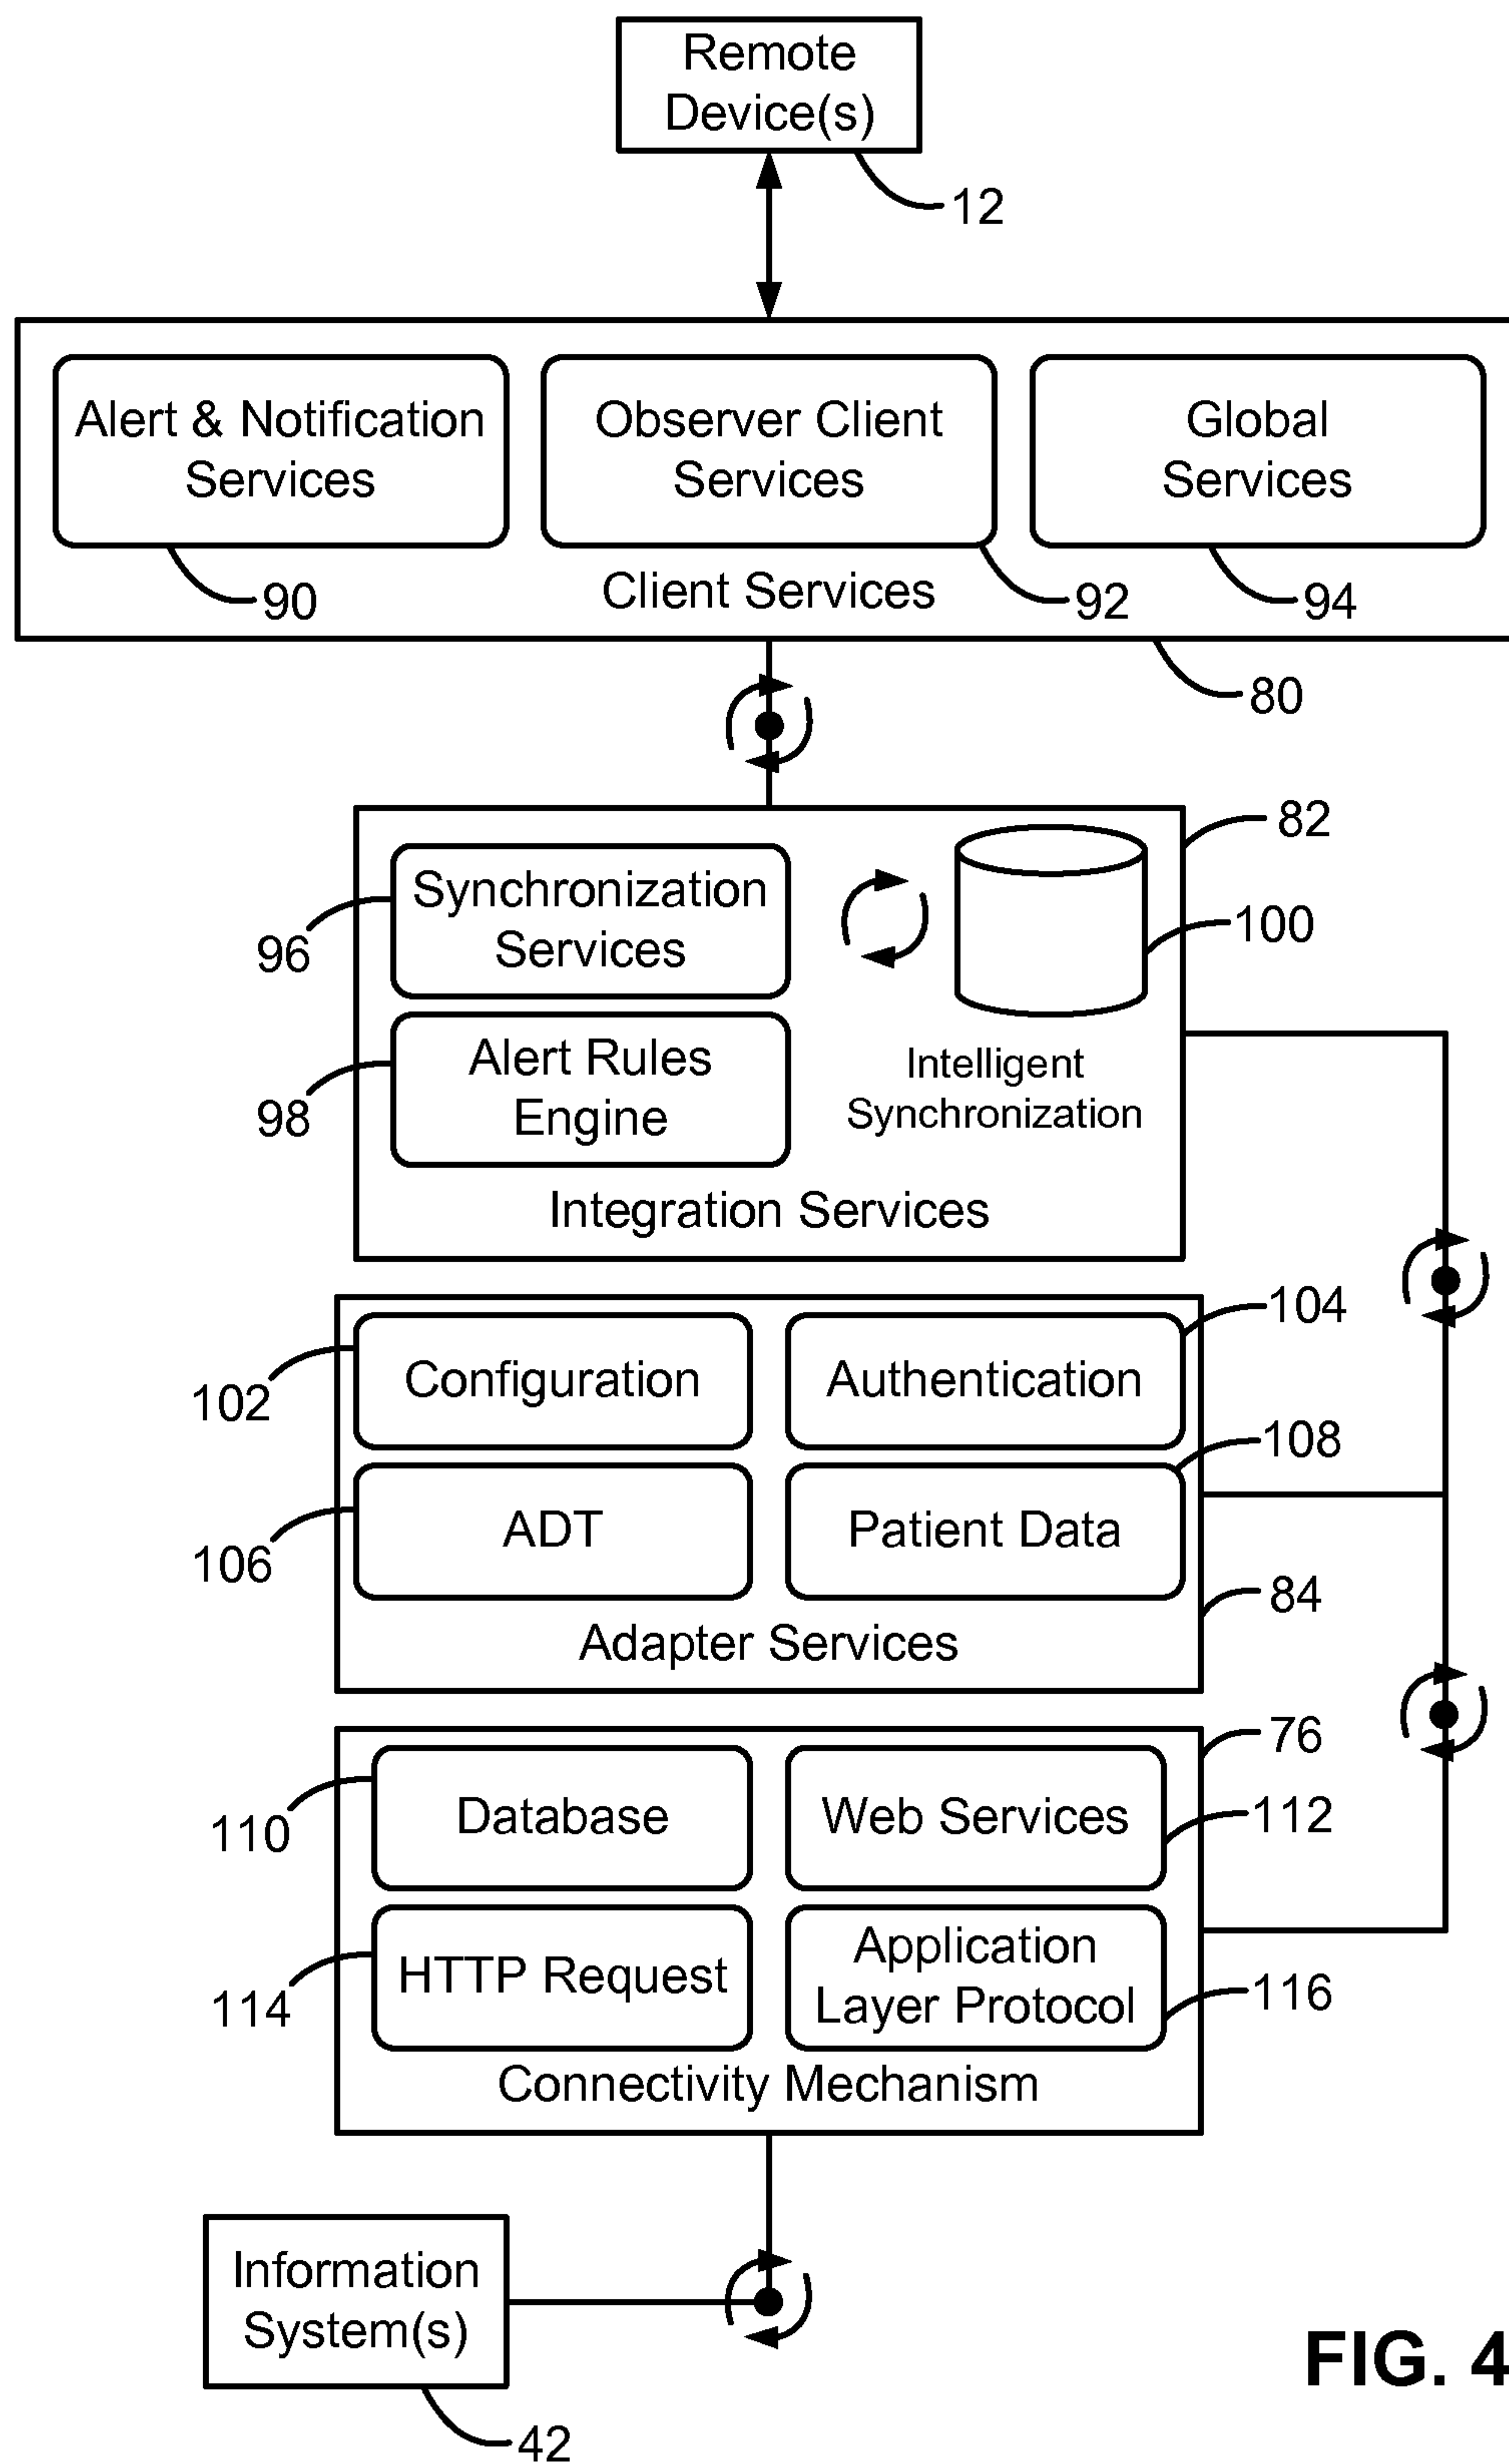 Remote
Device(s)
12
Alert & Notification
Services
Observer Client
Services
Global
Services
90
Client Services
92
94
80
82
Synchronization
Services
96
100
Alert Rules
Engine
98
Intelligent
Synchronization
Integration Services
104
Configuration
Authentication
102
108
ADT
Patient Data
106
84
Adapter Services
76
Database
Web Services
110
112
HTTP Request
Application
Layer Protocol
114
116
Connectivity Mechanism
Information
System(s)
42
FIG. 4